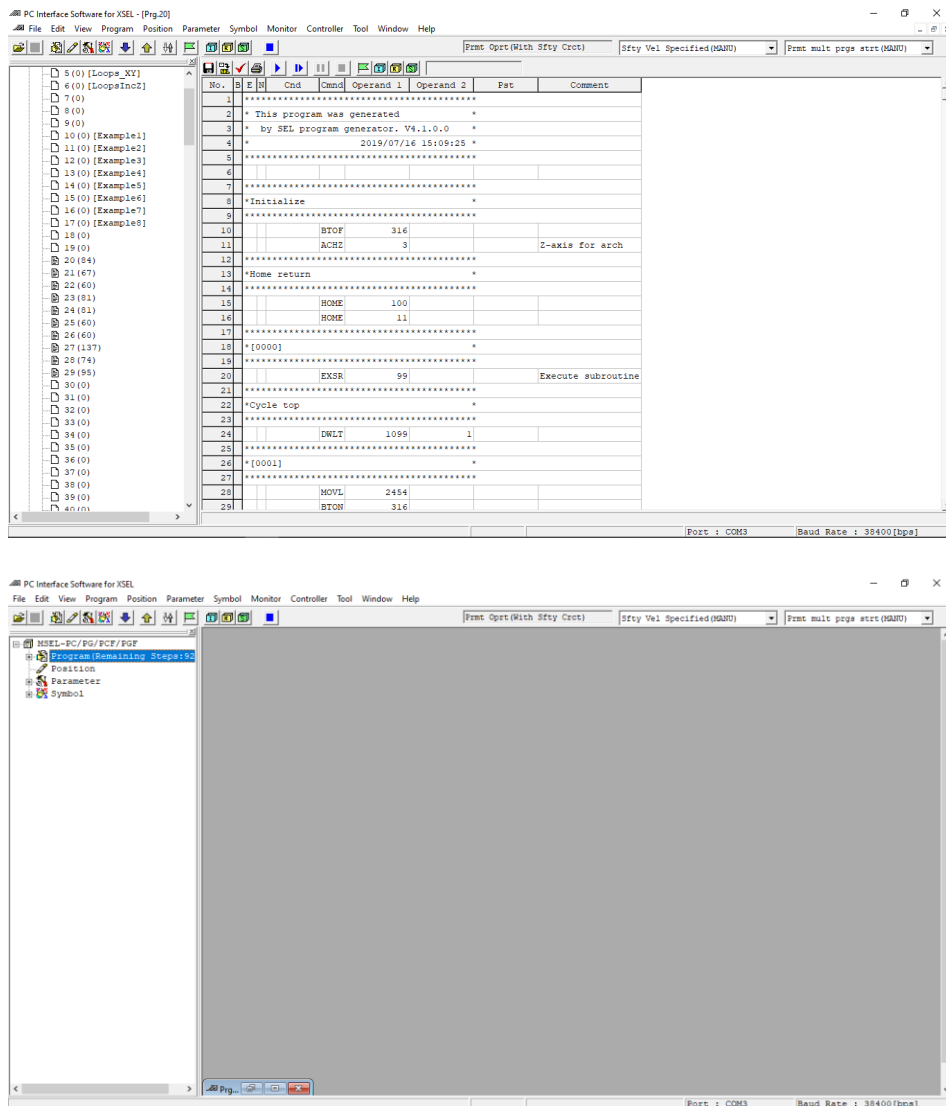 PC Interface Software for XSEL - [Prg.20]
File Edit View Program Position Parameter Symbol Monitor Controller Tool Window Help
Prmt Oprt(With Sfty Crct) Sfty Vel Specified(MANU) Prmt mult prgs strt(MANU)
5(0)[Loops_XY]
6(0)[LoopsIncZ]
7(0)
8(0)
9(0)
10(0)[Example1]
11(0)[Example2]
12(0)[Example3]
13(0)[Example4]
14(0)[Example5]
15(0)[Example6]
16(0)[Example7]
17(0)[Example8]
18(0)
19(0)
20(84)
21(67)
22(60)
23(81)
24(81)
25(60)
26(60)
27(137)
28(74)
29(95)
30(0)
31(0)
32(0)
33(0)
34(0)
35(0)
36(0)
37(0)
38(0)
39(0)
40(0)
No. B E N Cnd Cmnd Operand 1 Operand 2 Pst Comment
1 ******************************************
2 * This program was generated *
3 * by SEL program generator. V4.1.0.0 *
4 * 2019/07/16 15:09:25 *
5 ******************************************
6
7 ******************************************
8 *Initialize *
9 ******************************************
10 BTOF 316
11 ACHZ 3 Z-axis for arch
12 ******************************************
13 *Home return *
14 ******************************************
15 HOME 100
16 HOME 11
17 ******************************************
18 *[0000] *
19 ******************************************
20 EXSR 99 Execute subroutine
21 ******************************************
22 *Cycle top *
23 ******************************************
24 DWLT 1099 1
25 ******************************************
26 *[0001] *
27 ******************************************
28 MOVL 2454
29 BTON 316
Port : COM3 Baud Rate : 38400[bps]
PC Interface Software for XSEL
File Edit View Program Position Parameter Symbol Monitor Controller Tool Window Help
Prmt Oprt(With Sfty Crct) Sfty Vel Specified(MANU) Prmt mult prgs strt(MANU)
MSEL-PC/PG/PCF/PGF
Program(Remaining Steps:92
Position
Parameter
Symbol
Prg...
Port : COM3 Baud Rate : 38400[bps]